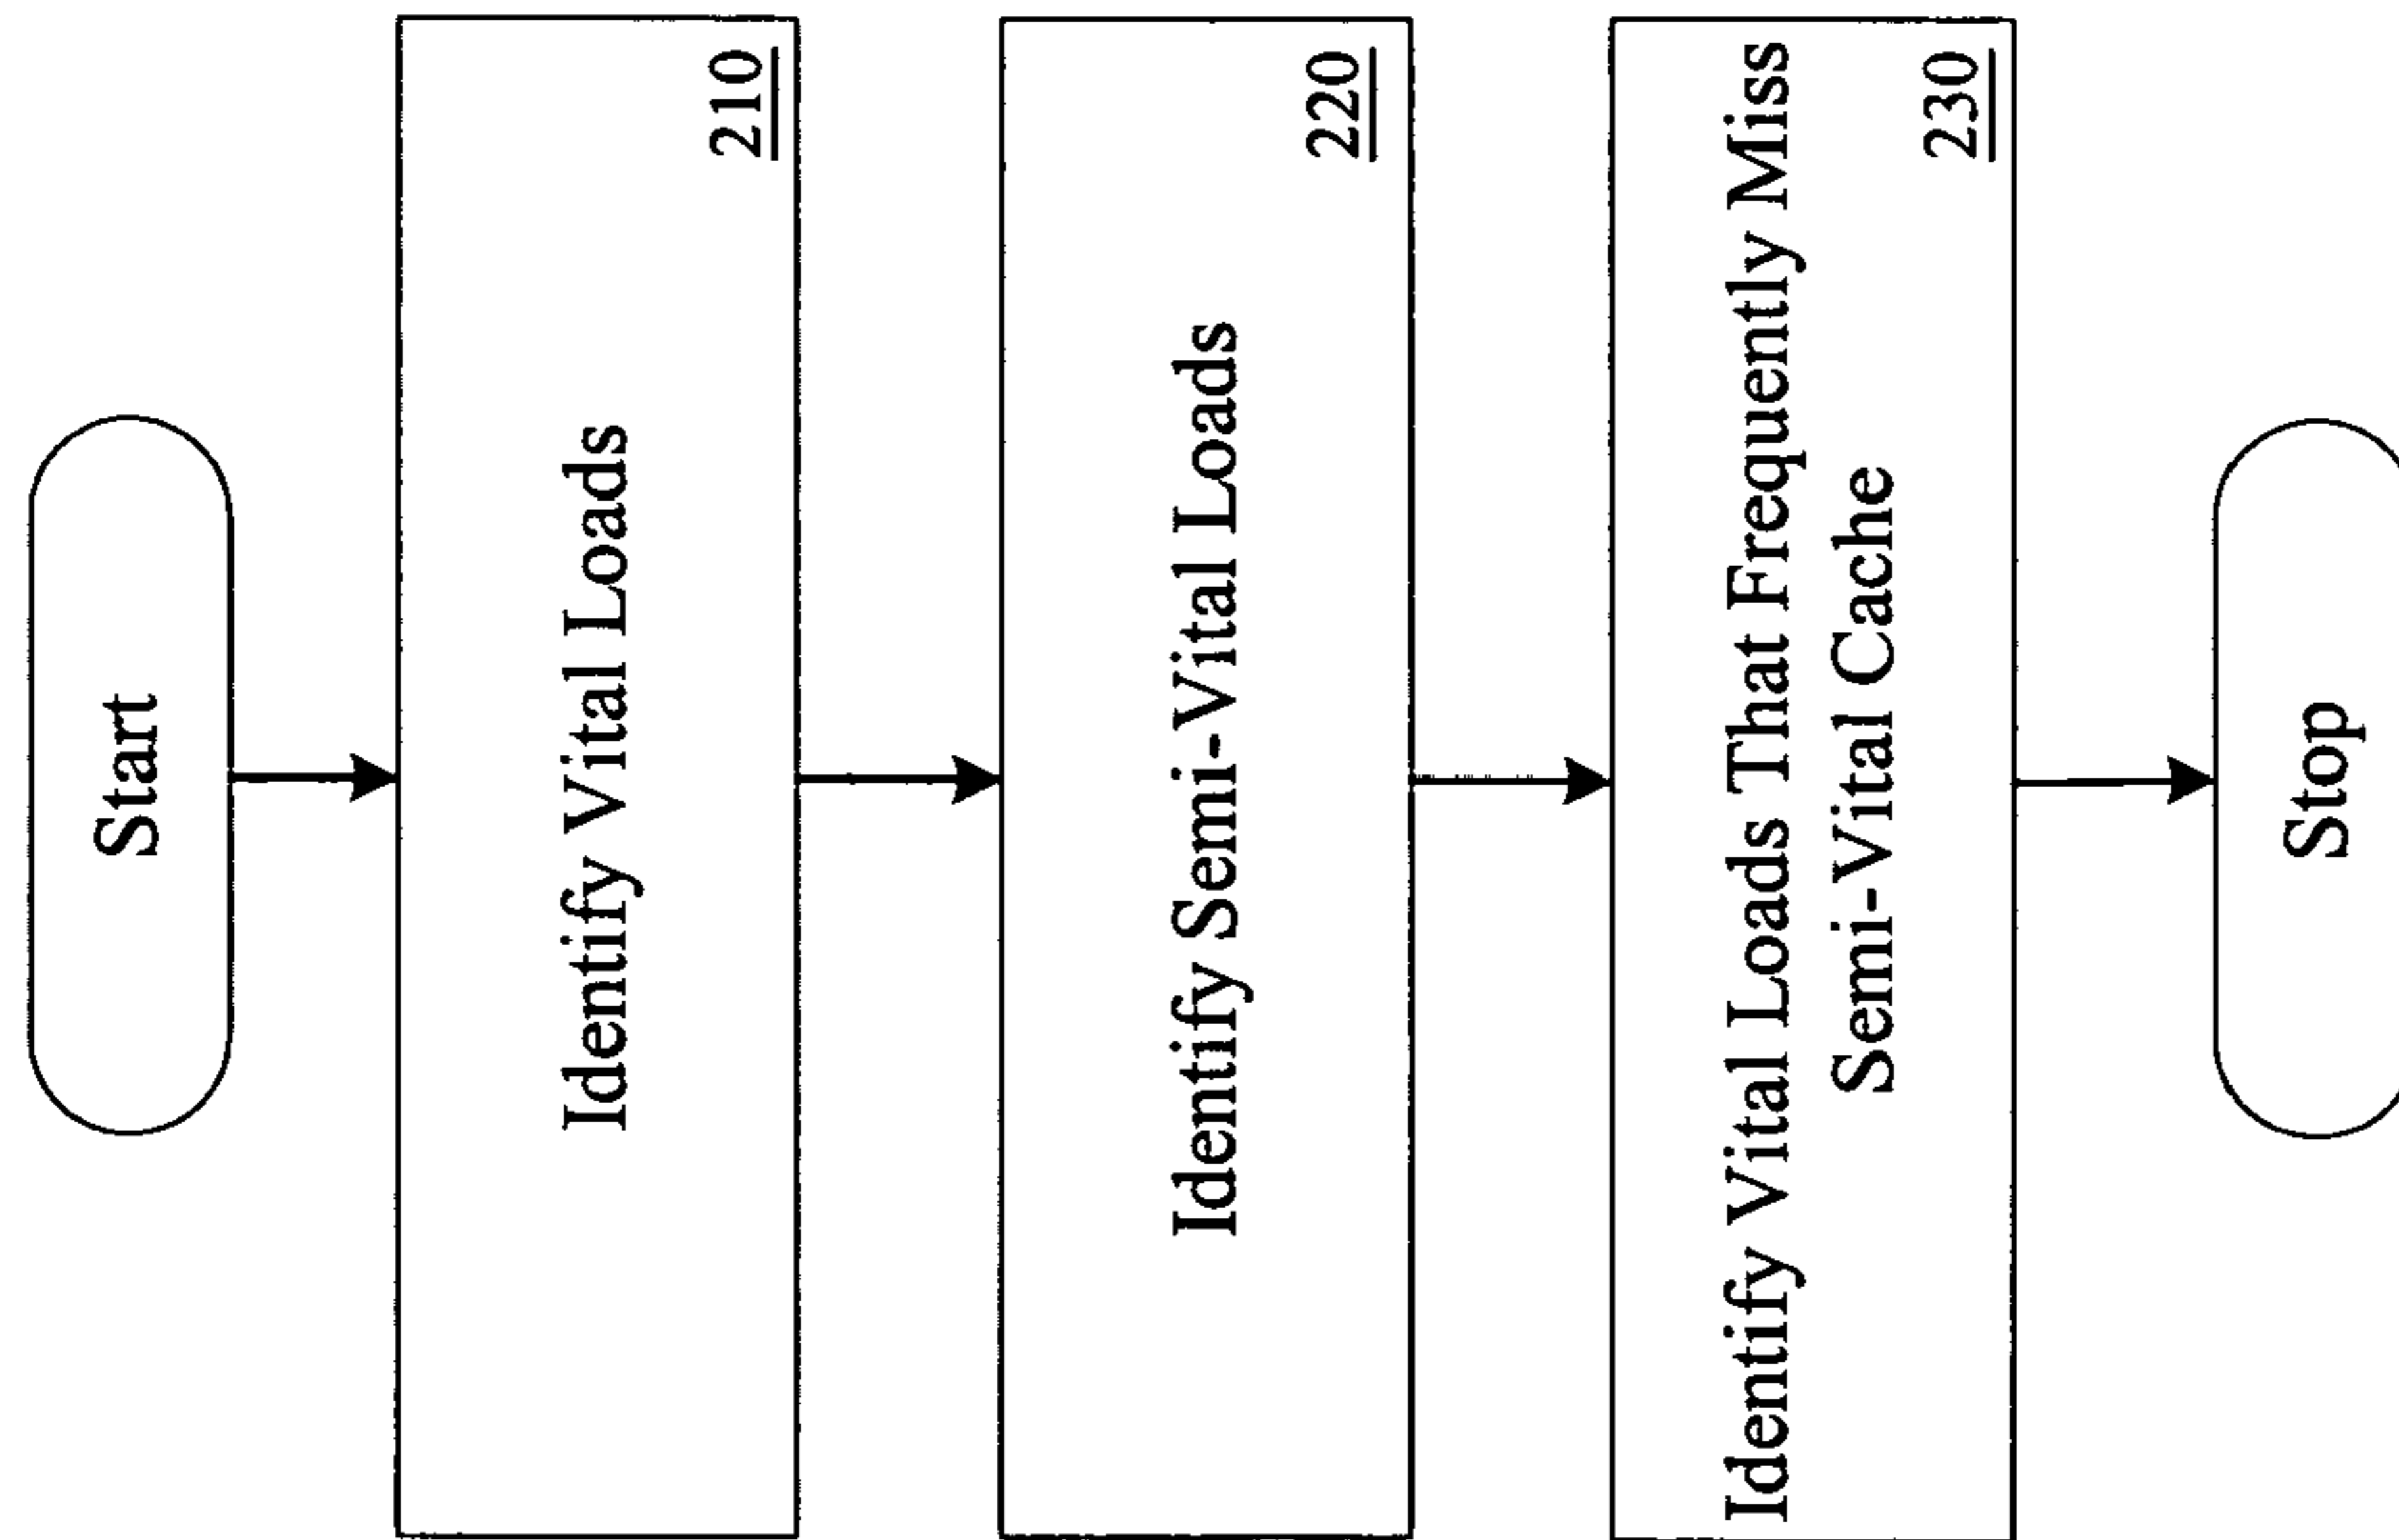 Start
Identify Vital Loads
210
Identify Semi-Vital Loads
220
Identify Vital Loads That Frequently Miss
Semi-Vital Cache
230
Stop